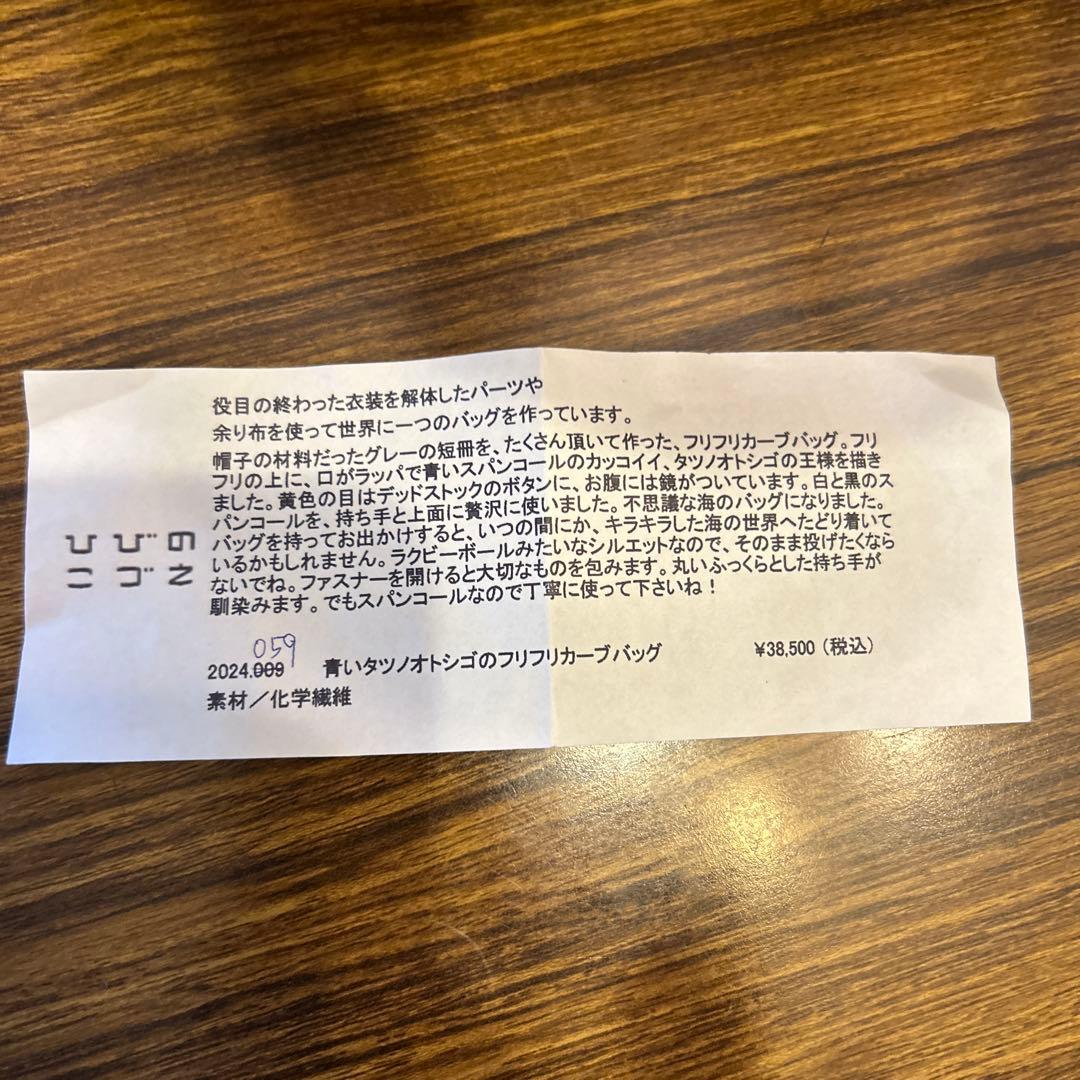 ひびの
こづえ
役目の終わった衣装を解体したパーツや
余り布を使って世界に一つのバッグを作っています。
帽子の材料だったグレーの短冊を、たくさん頂いて作った、フリフリカーブバッグ。フリ
フリの上に、口がラッパで青いスパンコールのカッコイイ、タツノオトシゴの王様を描き
ました。黄色の目はデッドストックのボタンに、お腹には鏡がついています。白と黒のス
パンコールを、持ち手と上面に贅沢に使いました。不思議な海のバッグになりました。
バッグを持ってお出かけすると、いつの間にか、キラキラした海の世界へたどり着いて
いるかもしれません。ラクビーボールみたいなシルエットなので、そのまま投げたくなら
ないでね。ファスナーを開けると大切なものを包みます。丸いふっくらとした持ち手が
馴染みます。でもスパンコールなので丁寧に使って下さいね！
059
2024.009 青いタツノオトシゴのフリフリカーブバッグ ¥38,500（税込）
素材／化学繊維